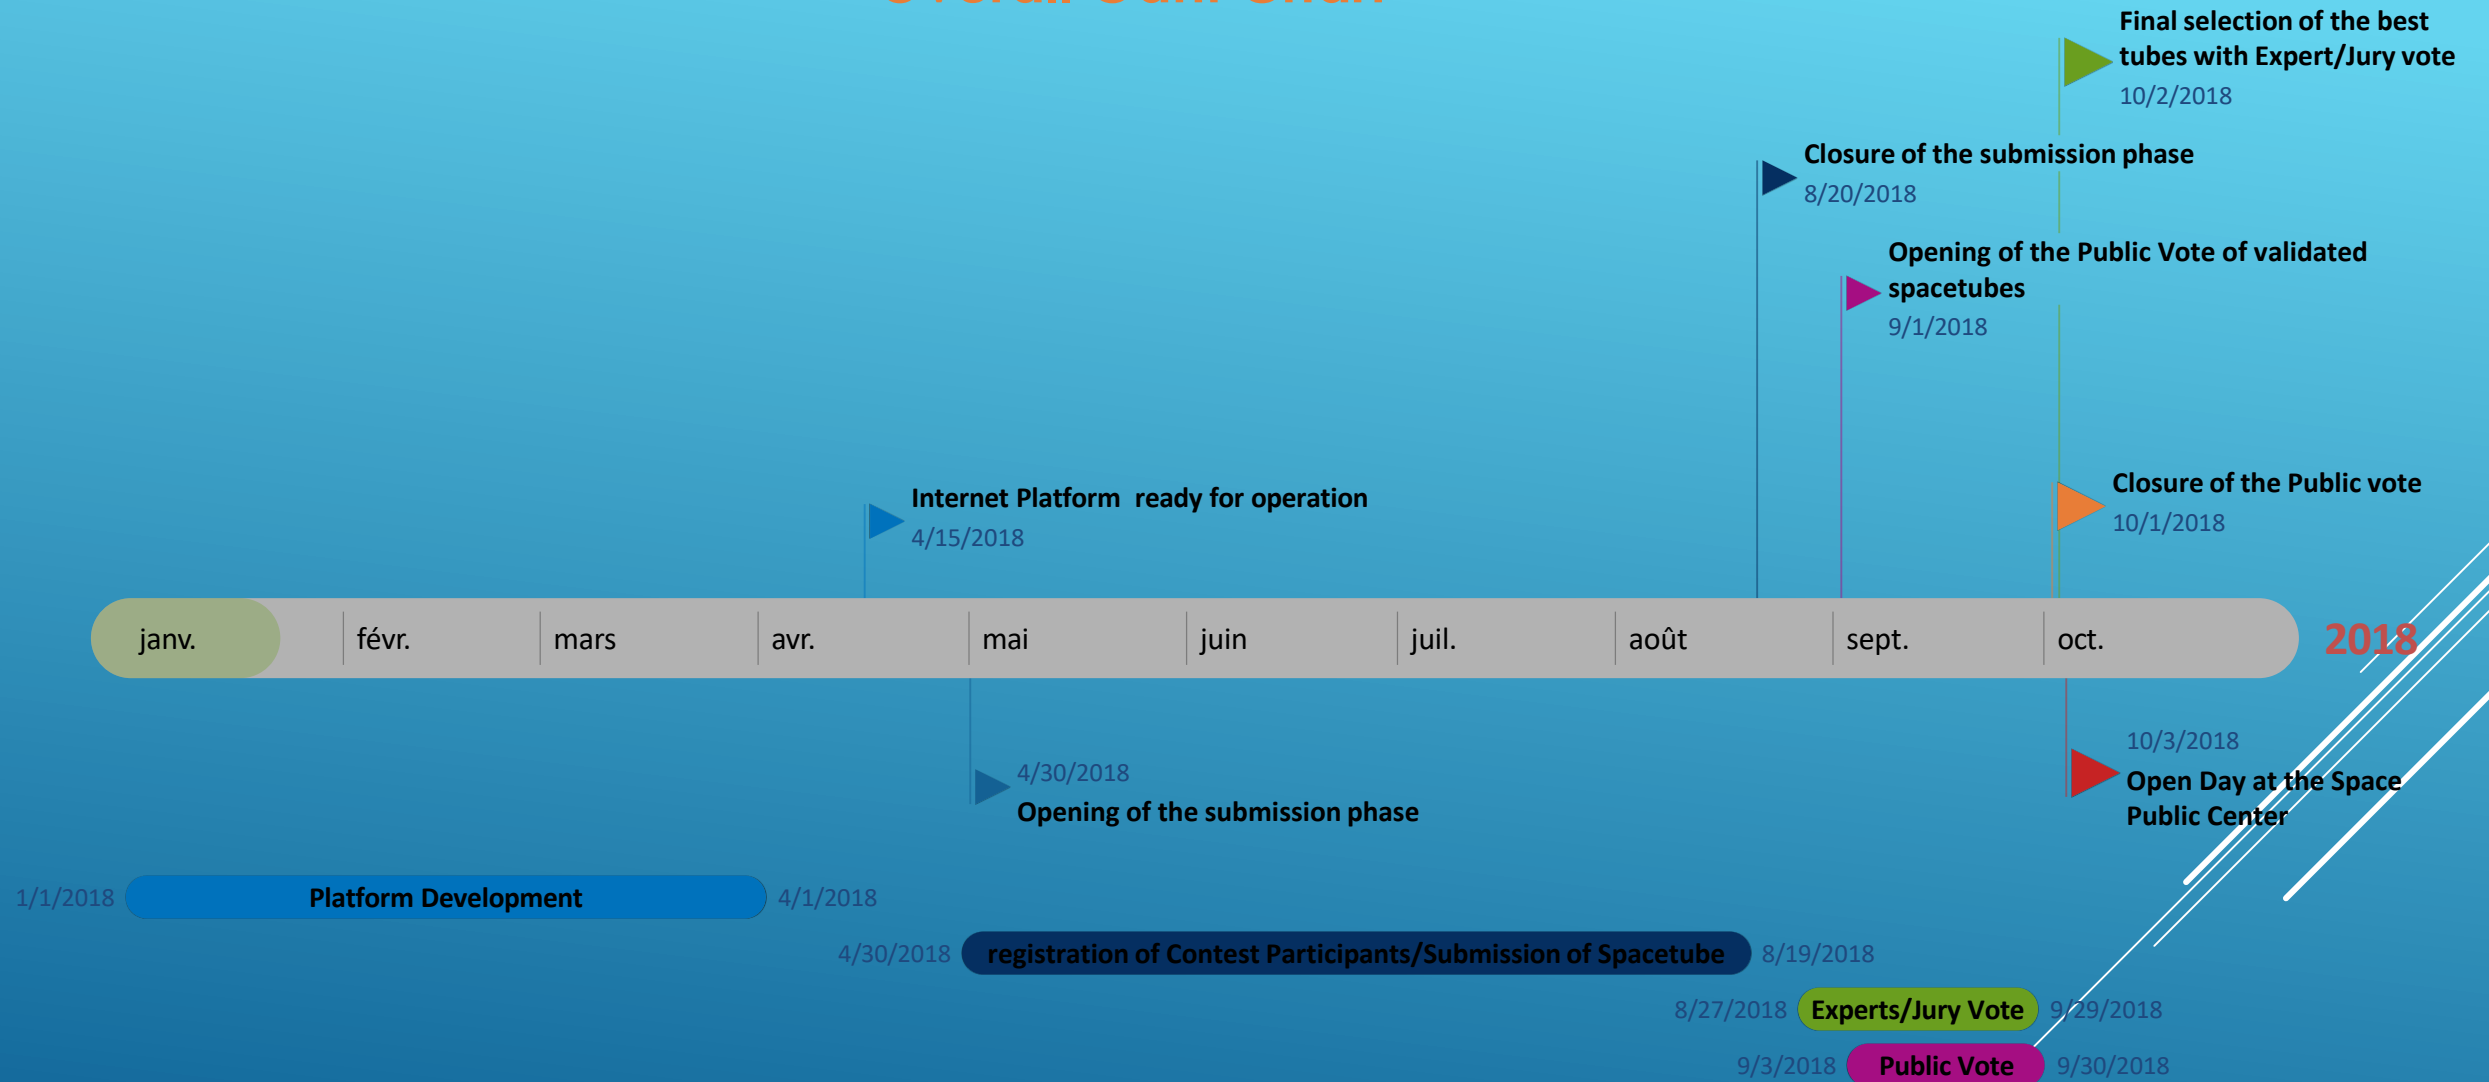 Final selection of the best
tubes with Expert/Jury vote
10/2/2018
Closure of the submission phase
8/20/2018
Opening of the Public Vote of validated
spacetubes
9/1/2018
Internet Platform  ready for operation
4/15/2018
Closure of the Public vote
10/1/2018
janv.
févr.
mars
avr.
mai
juin
juil.
août
sept.
oct.
2018
4/30/2018
Opening of the submission phase
10/3/2018
Open Day at the Space
Public Center
1/1/2018 Platform Development 4/1/2018
4/30/2018 registration of Contest Participants/Submission of Spacetube 8/19/2018
8/27/2018 Experts/Jury Vote 9/29/2018
9/3/2018 Public Vote 9/30/2018